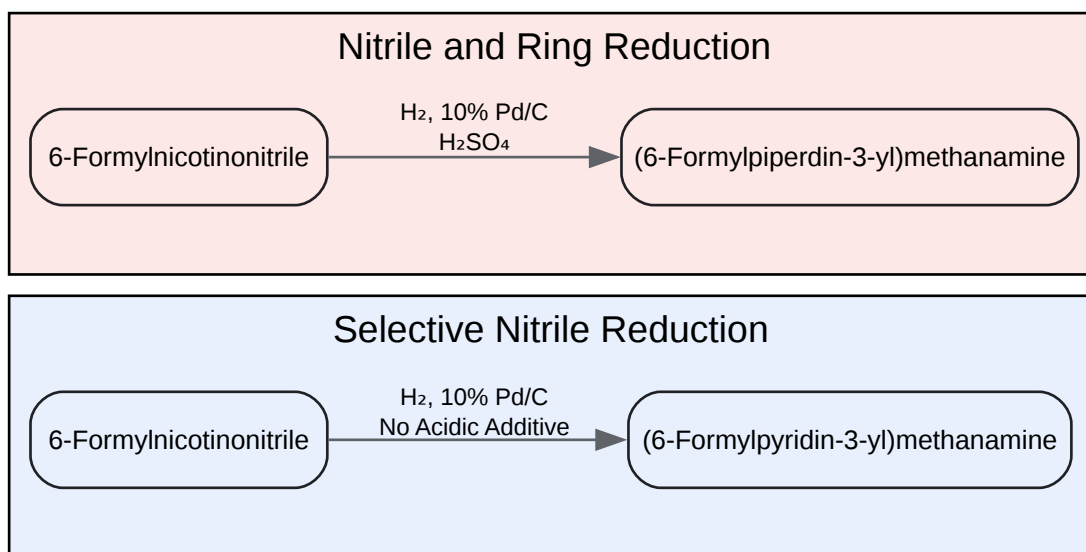 Nitrile and Ring Reduction
H₂, 10% Pd/C
H₂SO₄
6-Formylnicotinonitrile
(6-Formylpiperdin-3-yl)methanamine
Selective Nitrile Reduction
H₂, 10% Pd/C
No Acidic Additive
6-Formylnicotinonitrile
(6-Formylpyridin-3-yl)methanamine